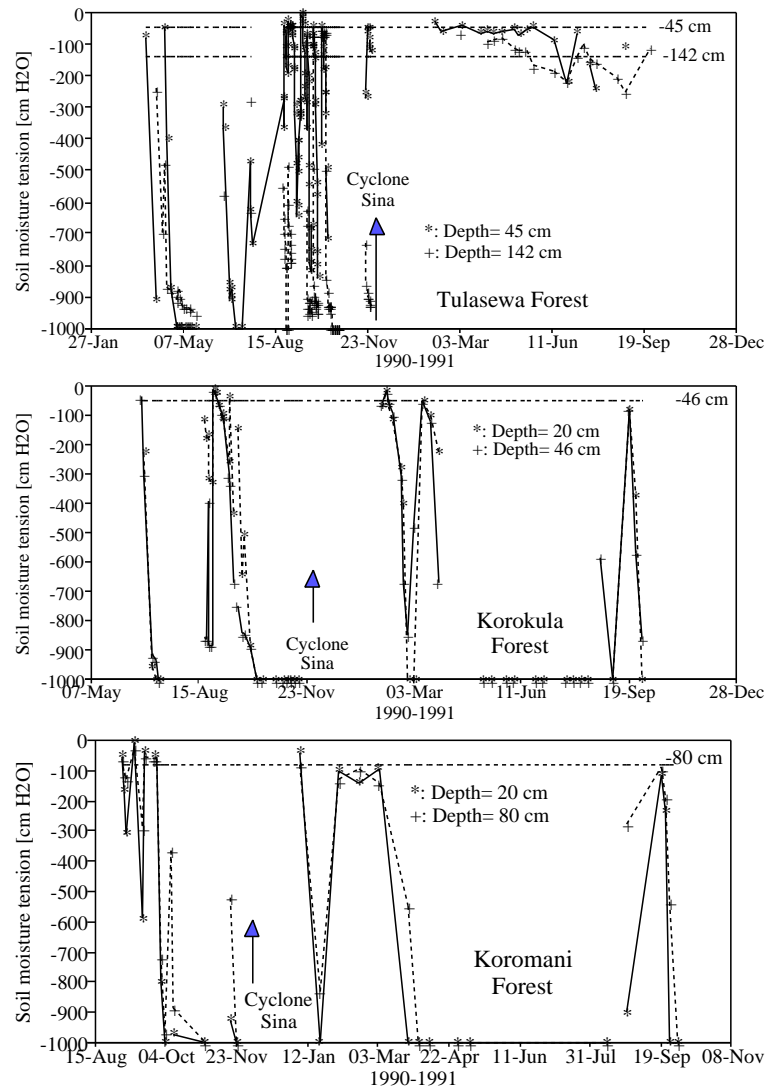 Soil moisture tension [cm H2O]
0
-100
-200
-300
-400
-500
-600
-700
-800
-900
-1000
-45 cm
-142 cm
Cyclone
Sina
*: Depth= 45 cm
+: Depth= 142 cm
Tulasewa Forest
27-Jan 07-May 15-Aug 23-Nov 03-Mar 11-Jun 19-Sep 28-Dec
1990-1991
Soil moisture tension [cm H2O]
0
-100
-200
-300
-400
-500
-600
-700
-800
-900
-1000
-46 cm
*: Depth= 20 cm
+: Depth= 46 cm
Cyclone
Sina
Korokula
Forest
07-May 15-Aug 23-Nov 03-Mar 11-Jun 19-Sep 28-Dec
1990-1991
Soil moisture tension [cm H2O]
0
-100
-200
-300
-400
-500
-600
-700
-800
-900
-1000
-80 cm
*: Depth= 20 cm
+: Depth= 80 cm
Cyclone
Sina
Koromani
Forest
15-Aug 04-Oct 23-Nov 12-Jan 03-Mar 22-Apr 11-Jun 31-Jul 19-Sep 08-Nov
1990-1991